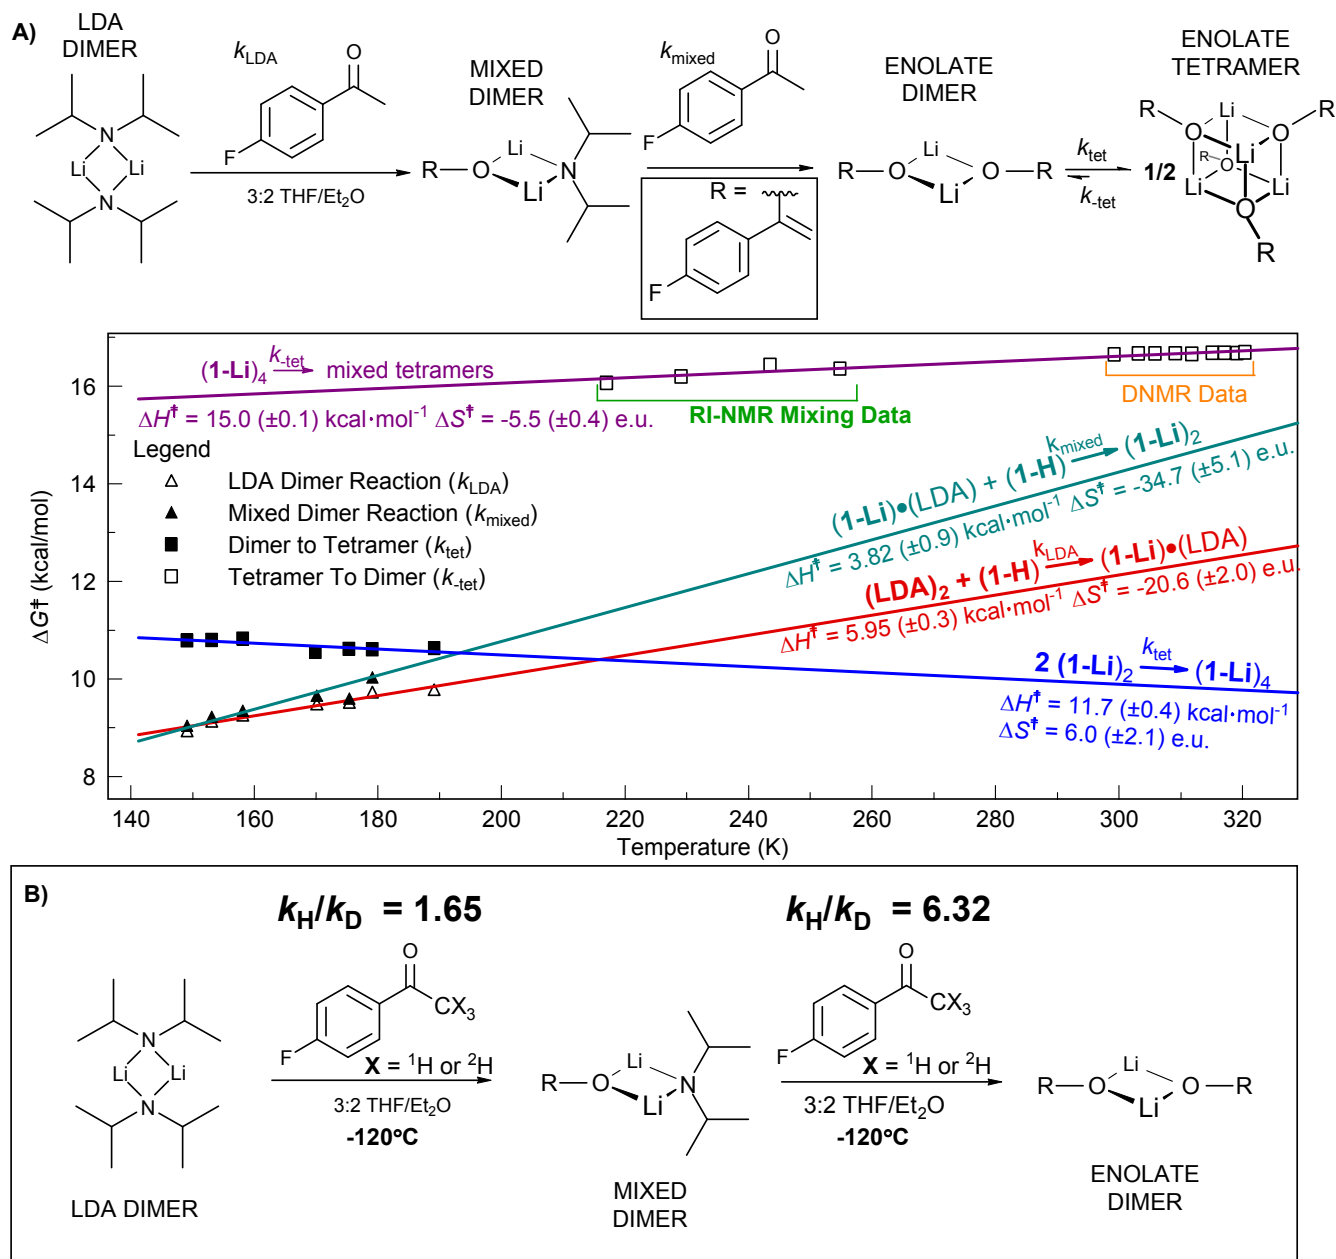 A)
LDA
DIMER
N
Li
Li
N
k_LDA
O
F
3:2 THF/Et₂O
MIXED
DIMER
R
O
Li
Li
N
k_mixed
O
F
R =
F
ENOLATE
DIMER
R
O
Li
Li
O
R
k_tet
k_-tet
1/2
ENOLATE
TETRAMER
R
Li
R
O
O
R
O
Li
Li
Li
O
R
ΔG‡ (kcal/mol)
16
14
12
10
8
(1-Li)₄ k_-tet mixed tetramers
ΔH‡ = 15.0 (±0.1) kcal·mol⁻¹ ΔS‡ = -5.5 (±0.4) e.u.
RI-NMR Mixing Data
DNMR Data
Legend
LDA Dimer Reaction (k_LDA)
Mixed Dimer Reaction (k_mixed)
Dimer to Tetramer (k_tet)
Tetramer To Dimer (k_-tet)
(1-Li)•(LDA) + (1-H) k_mixed (1-Li)₂
ΔH‡ = 3.82 (±0.9) kcal·mol⁻¹ ΔS‡ = -34.7 (±5.1) e.u.
(LDA)₂ + (1-H) k_LDA (1-Li)•(LDA)
ΔH‡ = 5.95 (±0.3) kcal·mol⁻¹ ΔS‡ = -20.6 (±2.0) e.u.
2 (1-Li)₂ k_tet (1-Li)₄
ΔH‡ = 11.7 (±0.4) kcal·mol⁻¹
ΔS‡ = 6.0 (±2.1) e.u.
140 160 180 200 220 240 260 280 300 320
Temperature (K)
B)
k_H/k_D = 1.65
k_H/k_D = 6.32
N
Li
Li
N
LDA DIMER
O
CX₃
F
X = ¹H or ²H
3:2 THF/Et₂O
-120°C
R
O
Li
Li
N
MIXED
DIMER
O
CX₃
F
X = ¹H or ²H
3:2 THF/Et₂O
-120°C
R
O
Li
Li
O
R
ENOLATE
DIMER